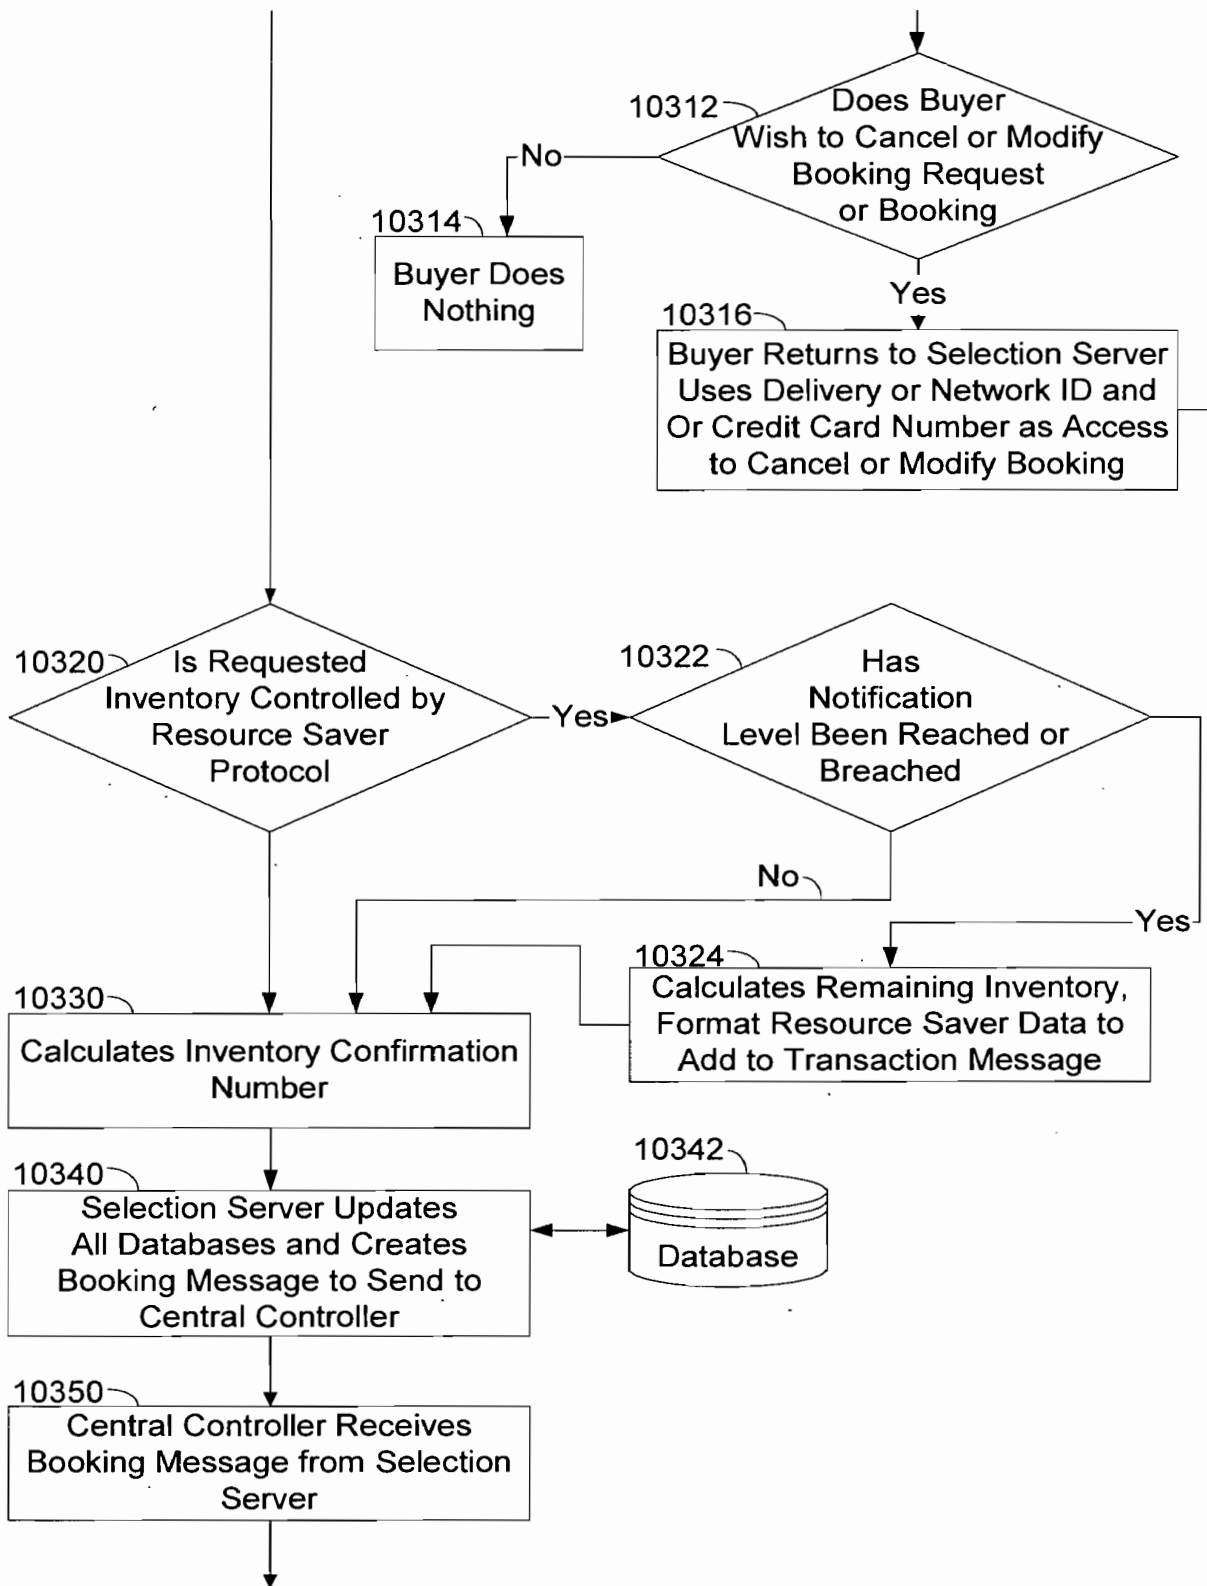 10312
Does Buyer
Wish to Cancel or Modify
Booking Request
or Booking
No
10314
Buyer Does
Nothing
Yes
10316
Buyer Returns to Selection Server
Uses Delivery or Network ID and
Or Credit Card Number as Access
to Cancel or Modify Booking
10320
Is Requested
Inventory Controlled by
Resource Saver
Protocol
Yes
10322
Has
Notification
Level Been Reached or
Breached
No
Yes
10324
Calculates Remaining Inventory,
Format Resource Saver Data to
Add to Transaction Message
10330
Calculates Inventory Confirmation
Number
10340
Selection Server Updates
All Databases and Creates
Booking Message to Send to
Central Controller
10342
Database
10350
Central Controller Receives
Booking Message from Selection
Server